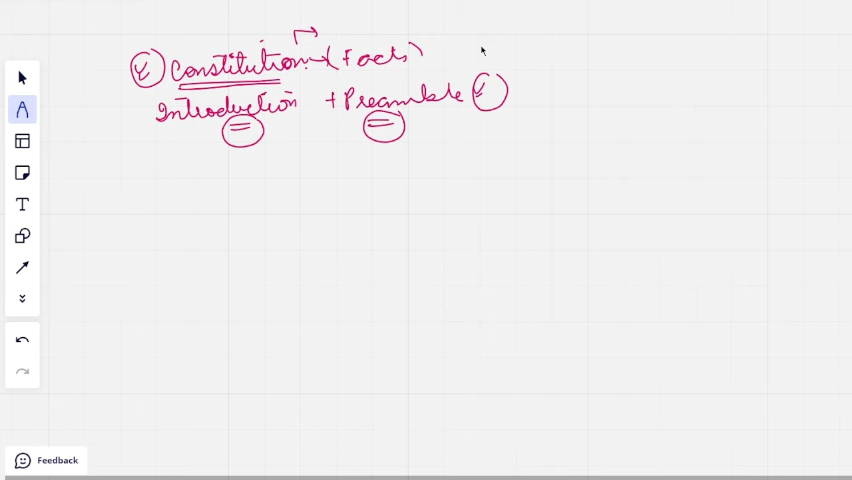 Constitution → (Facts)
Introduction + Preamble
Feedback